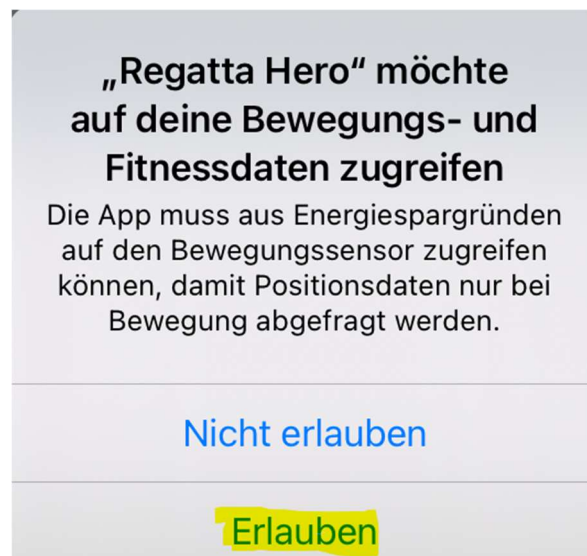 „Regatta Hero“ möchte
auf deine Bewegungs- und
Fitnessdaten zugreifen
Die App muss aus Energiespargründen
auf den Bewegungssensor zugreifen
können, damit Positionsdaten nur bei
Bewegung abgefragt werden.
Nicht erlauben
Erlauben